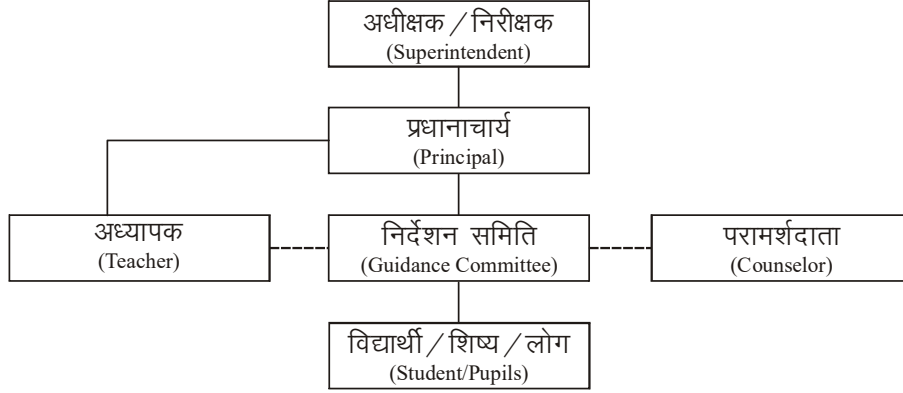 अधीक्षक / निरीक्षक
(Superintendent)
प्रधानाचार्य
(Principal)
अध्यापक
(Teacher)
निर्देशन समिति
(Guidance Committee)
परामर्शदाता
(Counselor)
विद्यार्थी / शिष्य / लोग
(Student/Pupils)